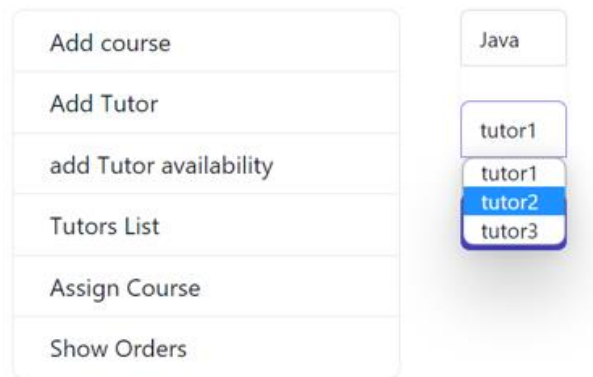 Add course
Add Tutor
add Tutor availability
Tutors List
Assign Course
Show Orders
Java
tutor1
tutor1
tutor2
tutor3